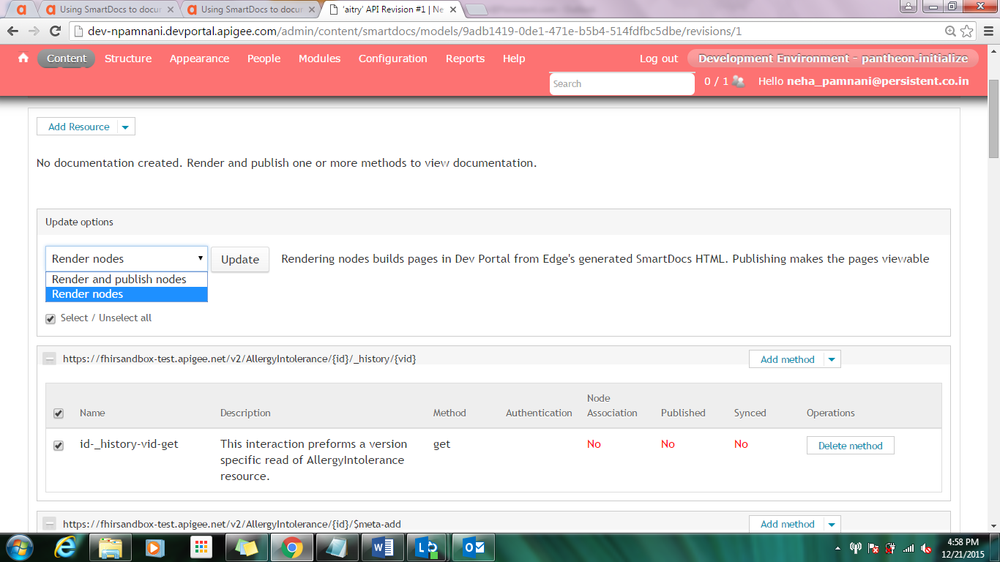 Using SmartDocs to docur
Using SmartDocs to docur
'aitry' API Revision #1 | Ne
dev-npamnani.devportal.apigee.com/admin/content/smartdocs/models/9adb1419-0de1-471e-b5b4-514fdfbc5dbe/revisions/1
Content Structure Appearance People Modules Configuration Reports Help Log out Development Environment - pantheon.initialize
Search 0 / 1 Hello neha_pamnani@persistent.co.in
Add Resource
No documentation created. Render and publish one or more methods to view documentation.
Update options
Render nodes Update Rendering nodes builds pages in Dev Portal from Edge's generated SmartDocs HTML. Publishing makes the pages viewable
Render and publish nodes
Render nodes
Select / Unselect all
https://fhirsandbox-test.apigee.net/v2/AllergyIntolerance/{id}/_history/{vid} Add method
Name Description Method Authentication Node Association Published Synced Operations
id-_history-vid-get This interaction preforms a version get No No No Delete method
specific read of AllergyIntolerance
resource.
https://fhirsandbox-test.apigee.net/v2/AllergyIntolerance/{id}/$meta-add Add method
4:58 PM
12/21/2015